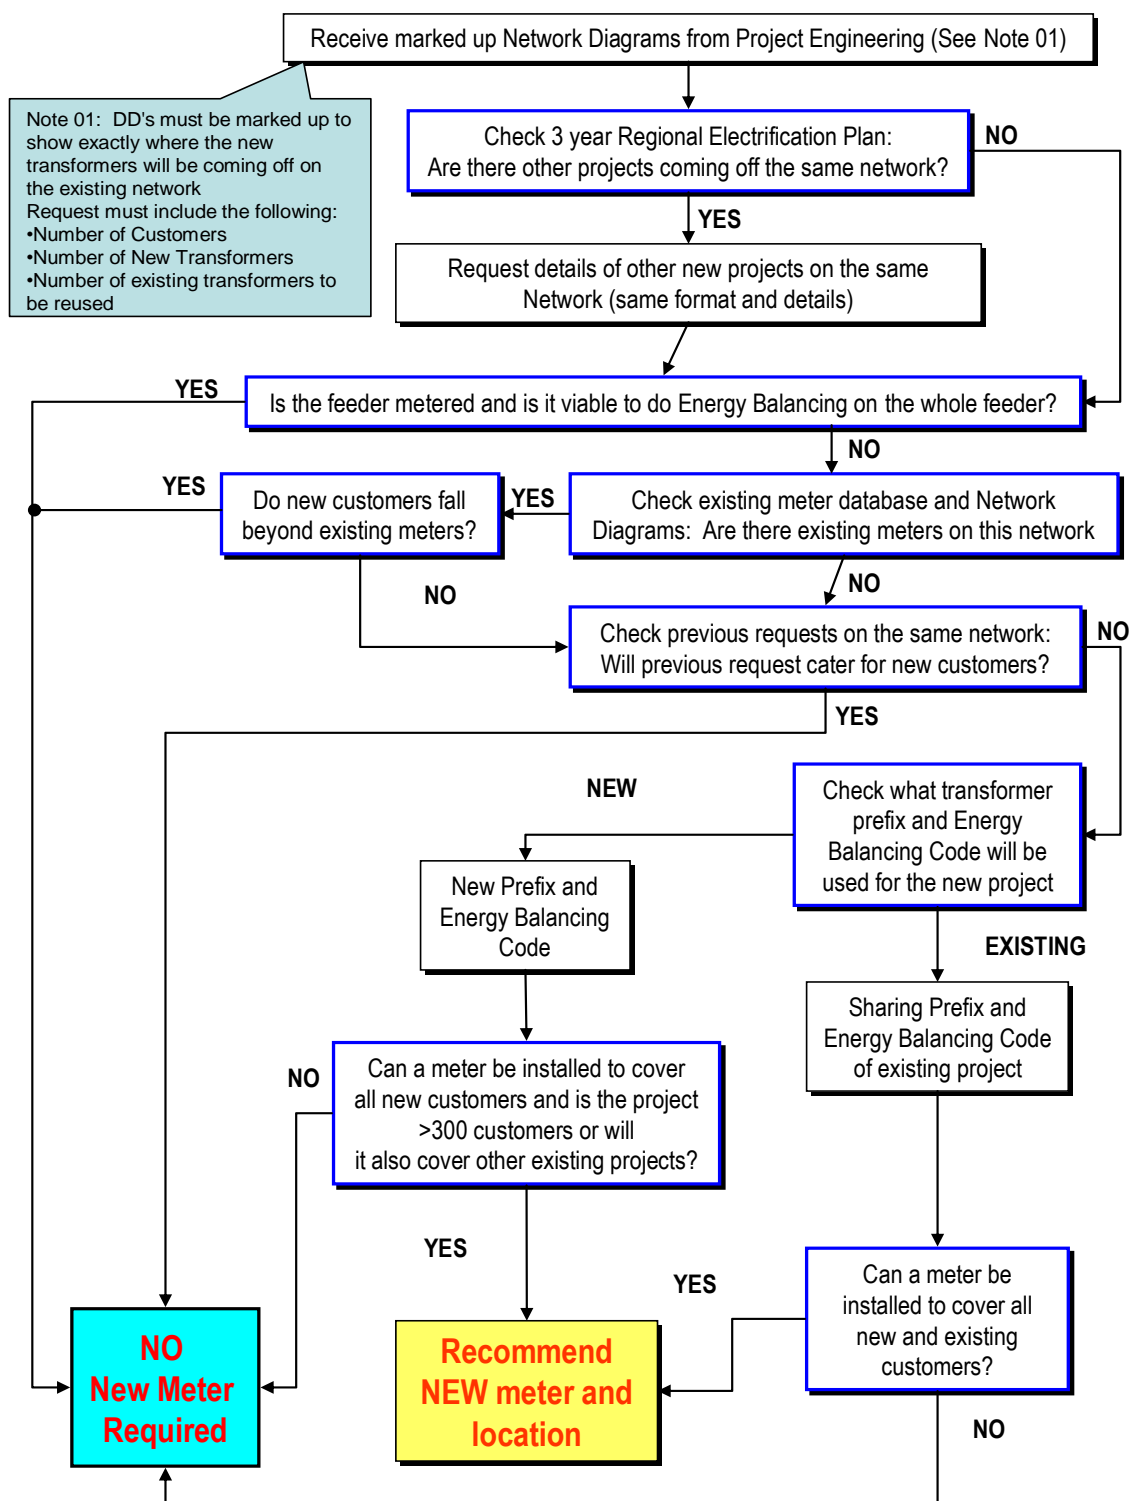 Receive marked up Network Diagrams from Project Engineering (See Note 01)
Note 01:  DD's must be marked up to
show exactly where the new
transformers will be coming off on
the existing network
Request must include the following:
•Number of Customers
•Number of New Transformers
•Number of existing transformers to
be reused
Check 3 year Regional Electrification Plan:
Are there other projects coming off the same network?
NO
YES
Request details of other new projects on the same
Network (same format and details)
YES
Is the feeder metered and is it viable to do Energy Balancing on the whole feeder?
NO
YES
Do new customers fall
beyond existing meters?
YES
Check existing meter database and Network
Diagrams:  Are there existing meters on this network
NO
NO
Check previous requests on the same network:
Will previous request cater for new customers?
NO
YES
NEW
Check what transformer
prefix and Energy
Balancing Code will be
used for the new project
New Prefix and
Energy Balancing
Code
EXISTING
Sharing Prefix and
Energy Balancing Code
of existing project
NO
Can a meter be installed to cover
all new customers and is the project
>300 customers or will
it also cover other existing projects?
YES
YES
Can a meter be
installed to cover all
new and existing
customers?
NO
New Meter
Required
Recommend
NEW meter and
location
NO